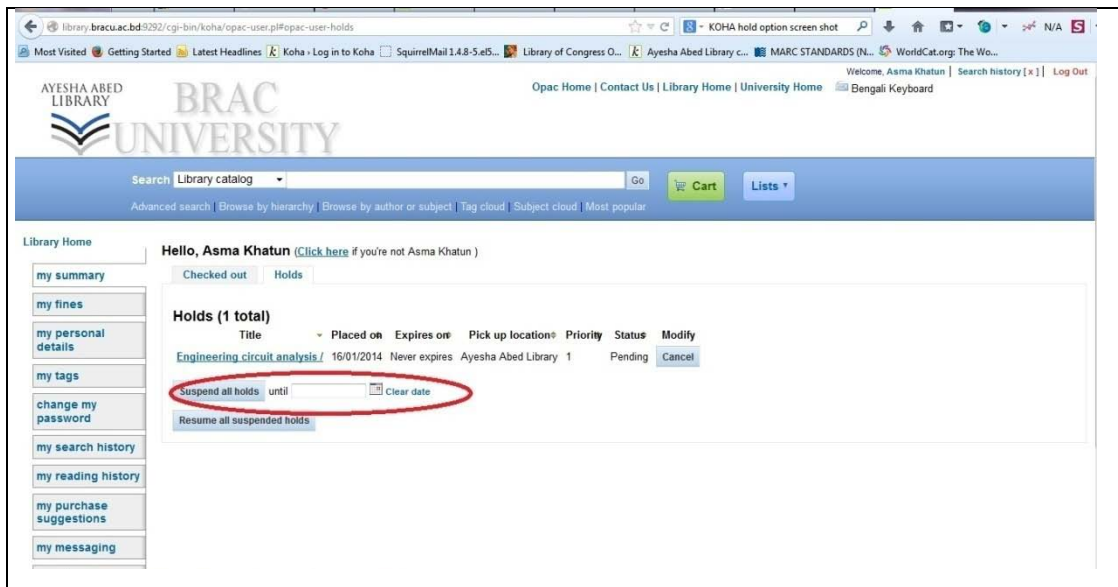 library.bracu.ac.bd:9292/cgi-bin/koha/opac-user.pl#opac-user-holds
KOHA hold option screen shot
N/A
Most Visited Getting Started Latest Headlines Koha › Log in to Koha SquirrelMail 1.4.8-5.el5... Library of Congress O... Ayesha Abed Library c... MARC STANDARDS (N... WorldCat.org: The Wo...
Welcome, Asma Khatun | Search history [x] | Log Out
AYESHA ABED
LIBRARY
BRAC
UNIVERSITY
Opac Home | Contact Us | Library Home | University Home Bengali Keyboard
Search Library catalog Go Cart Lists
Advanced search | Browse by hierarchy | Browse by author or subject | Tag cloud | Subject cloud | Most popular
Library Home
my summary
my fines
my personal
details
my tags
change my
password
my search history
my reading history
my purchase
suggestions
my messaging
Hello, Asma Khatun (Click here if you're not Asma Khatun )
Checked out Holds
Holds (1 total)
Title Placed on Expires on Pick up location Priority Status Modify
Engineering circuit analysis / 16/01/2014 Never expires Ayesha Abed Library 1 Pending Cancel
Suspend all holds until Clear date
Resume all suspended holds